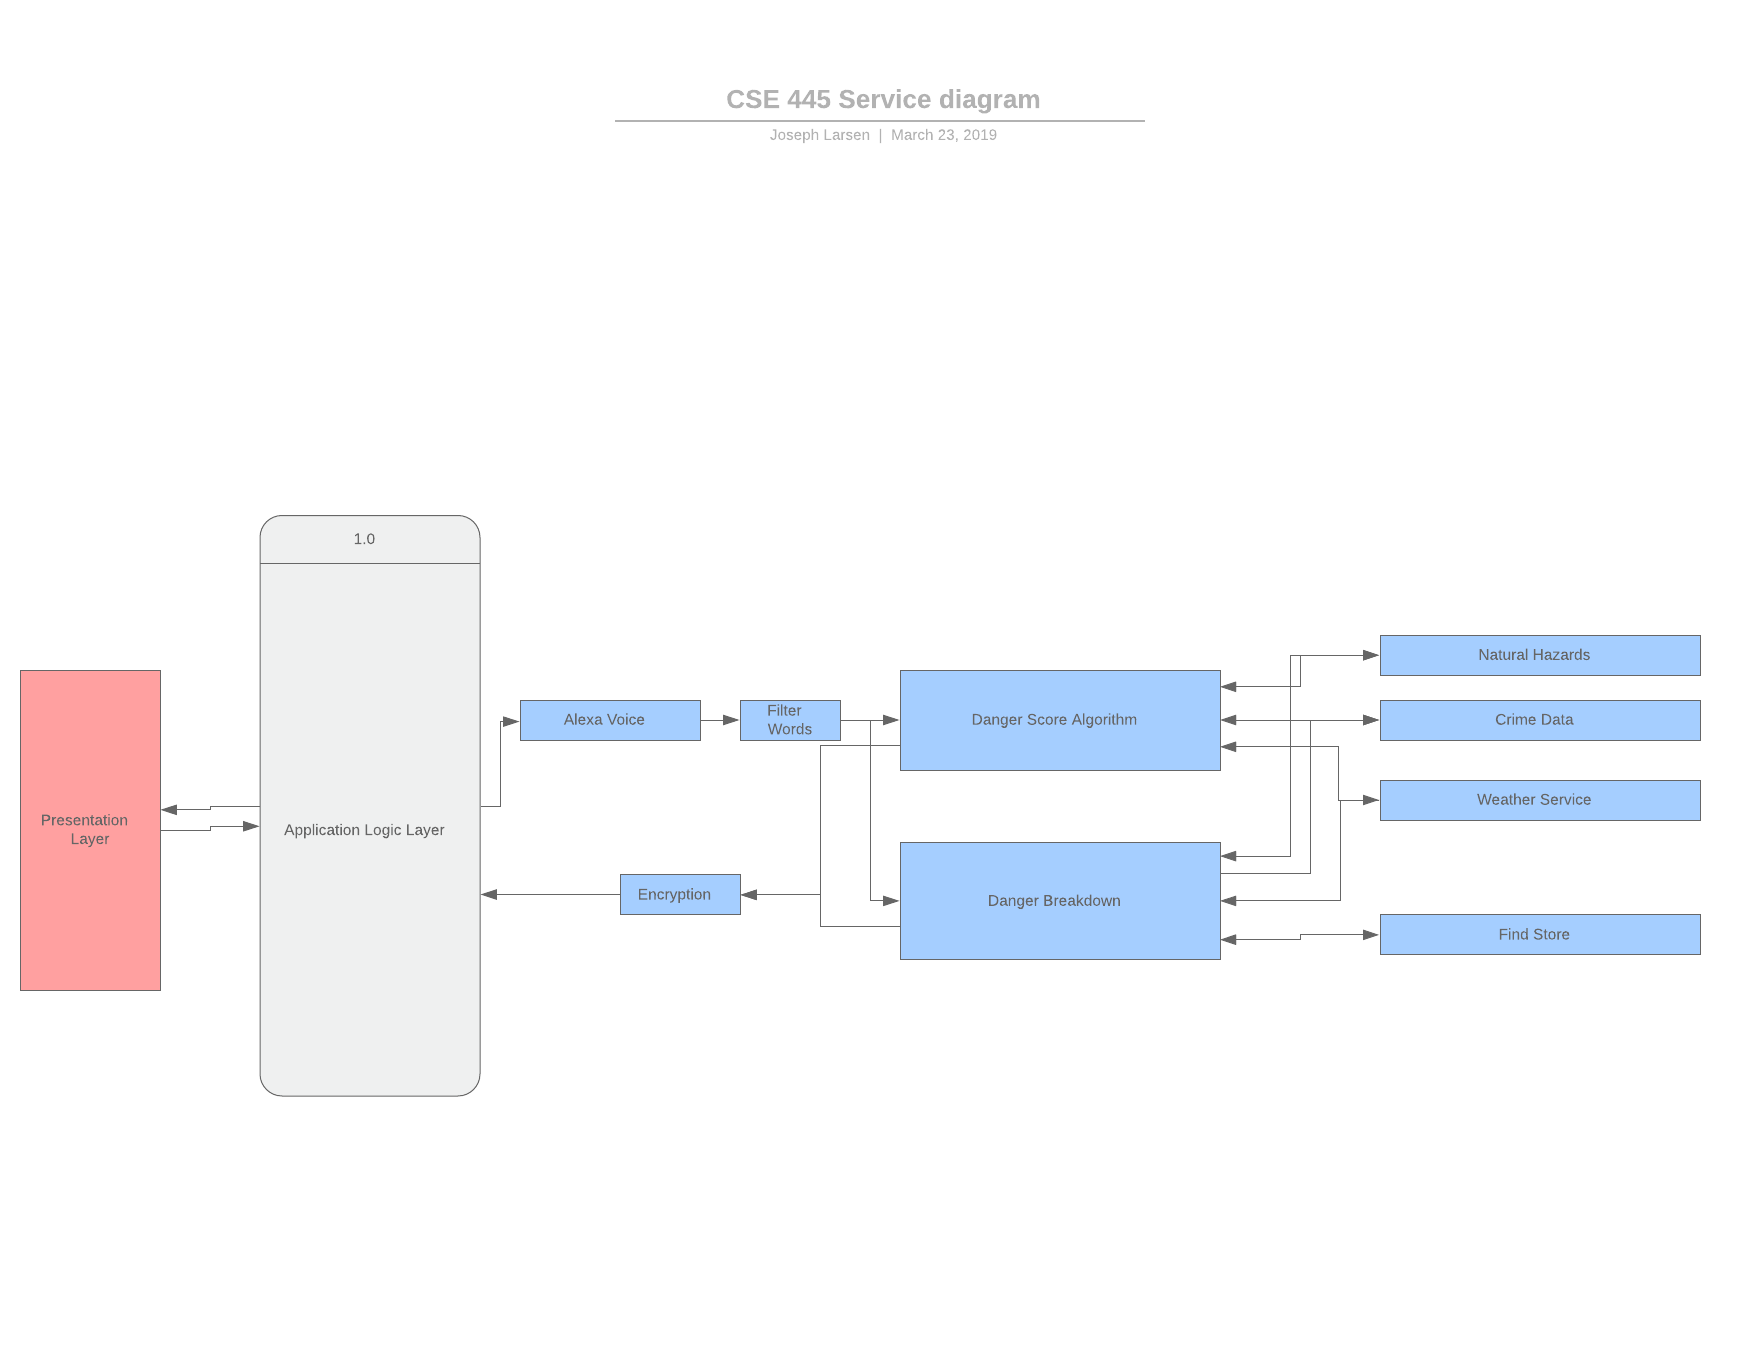 CSE 445 Service diagram
Joseph Larsen | March 23, 2019
1.0
Presentation
Layer
Application Logic Layer
Alexa Voice
Filter
Words
Encryption
Danger Score Algorithm
Danger Breakdown
Natural Hazards
Crime Data
Weather Service
Find Store